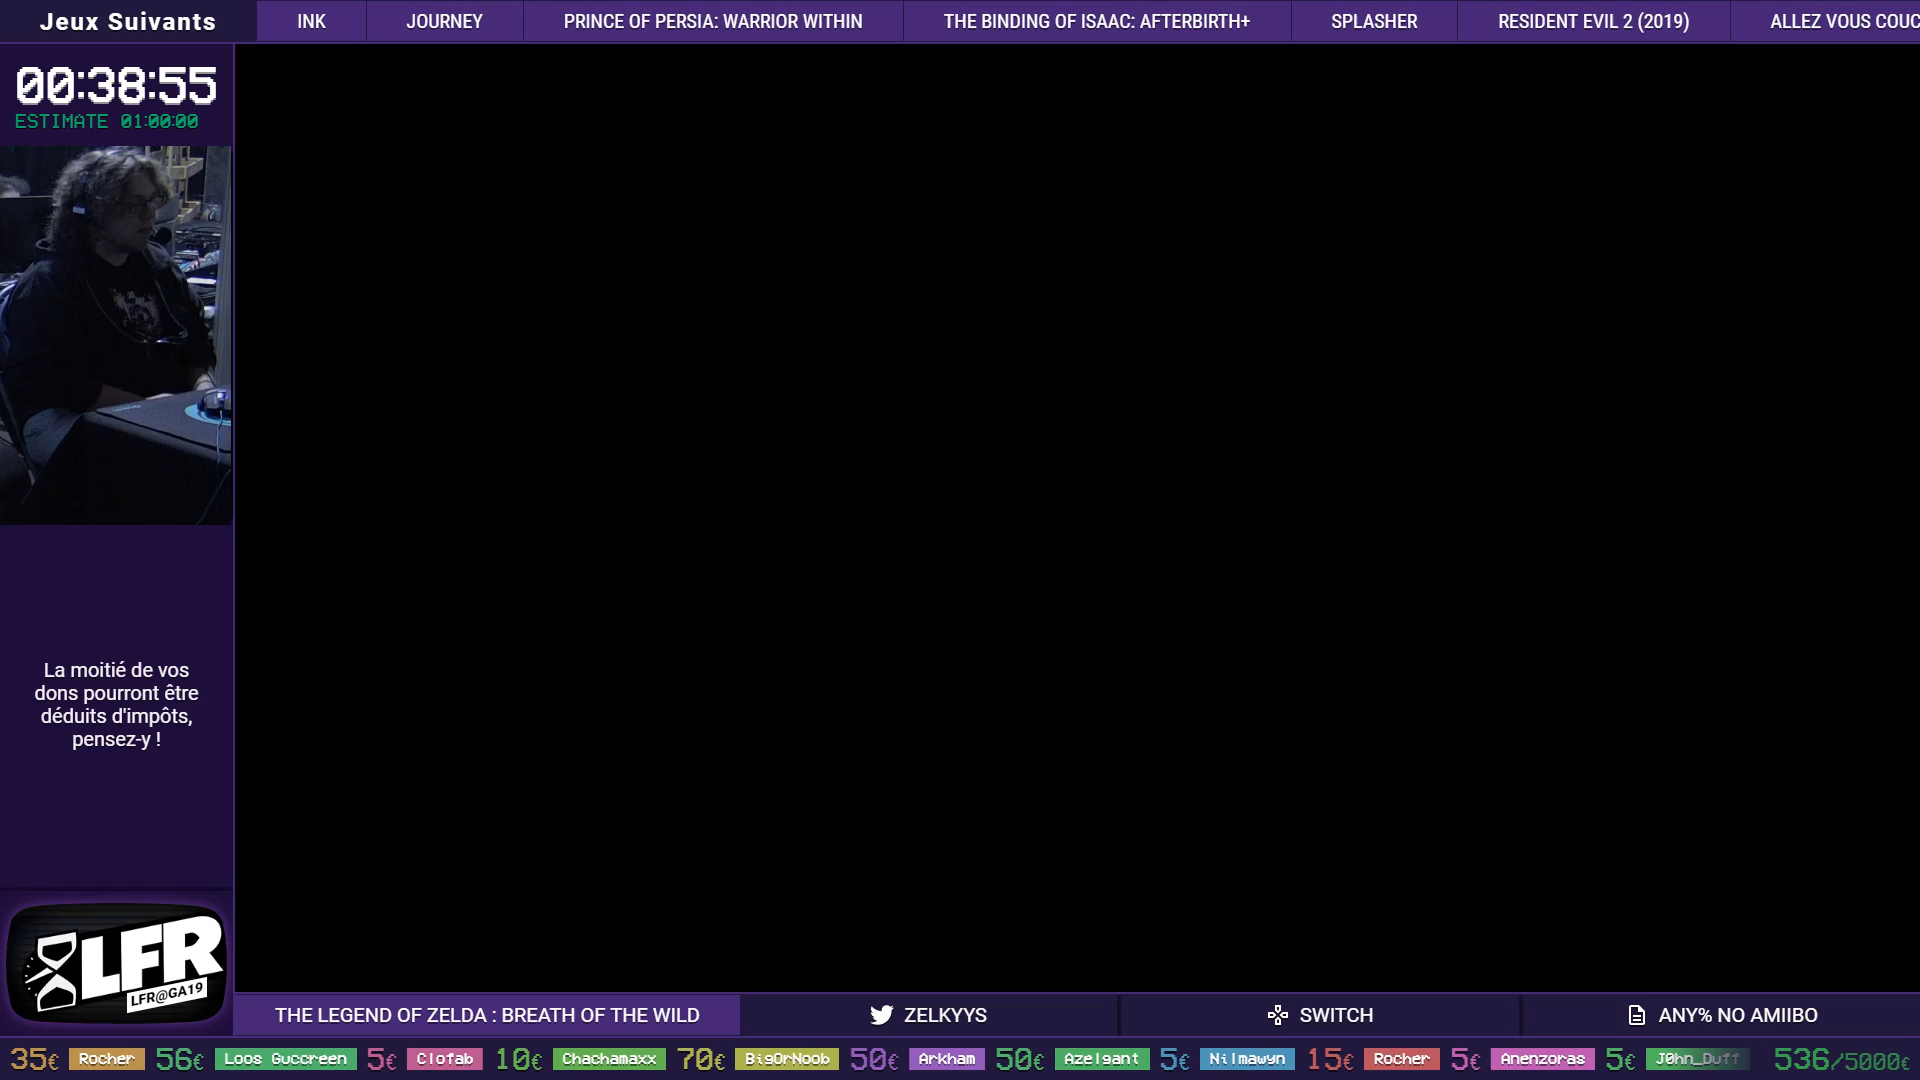 Jeux Suivants INK JOURNEY PRINCE OF PERSIA: WARRIOR WITHIN THE BINDING OF ISAAC: AFTERBIRTH+ SPLASHER RESIDENT EVIL 2 (2019) ALLEZ VOUS COUC
00:38:55
ESTIMATE 01:00:00
La moitié de vos
dons pourront être
déduits d'impôts,
pensez-y !
LFR
LFR@GA19
THE LEGEND OF ZELDA : BREATH OF THE WILD ZELKYYS SWITCH ANY% NO AMIIBO
35€ Rocher 56€ Loos Guccreen 5€ Clofab 10€ Chachamaxx 70€ BigOrNoob 50€ Arkham 50€ Azelgant 5€ Nilmawyn 15€ Rocher 5€ Anenzoras 5€ J0hn_Duff 536/5000€